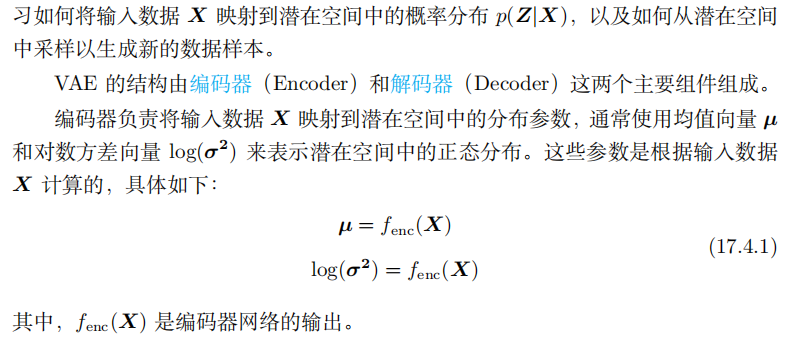 习如何将输入数据 X 映射到潜在空间中的概率分布 p(Z|X)，以及如何从潜在空间
中采样以生成新的数据样本。
VAE 的结构由编码器（Encoder）和解码器（Decoder）这两个主要组件组成。
编码器负责将输入数据 X 映射到潜在空间中的分布参数，通常使用均值向量 μ
和对数方差向量 log(σ²) 来表示潜在空间中的正态分布。这些参数是根据输入数据
X 计算的，具体如下：
μ = f_enc(X)
(17.4.1)
log(σ²) = f_enc(X)
其中，f_enc(X) 是编码器网络的输出。